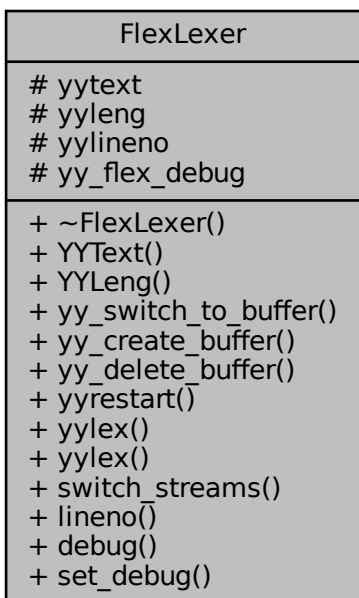 FlexLexer
# yytext
# yyleng
# yylineno
# yy_flex_debug
+ ~FlexLexer()
+ YYText()
+ YYLeng()
+ yy_switch_to_buffer()
+ yy_create_buffer()
+ yy_delete_buffer()
+ yyrestart()
+ yylex()
+ yylex()
+ switch_streams()
+ lineno()
+ debug()
+ set_debug()